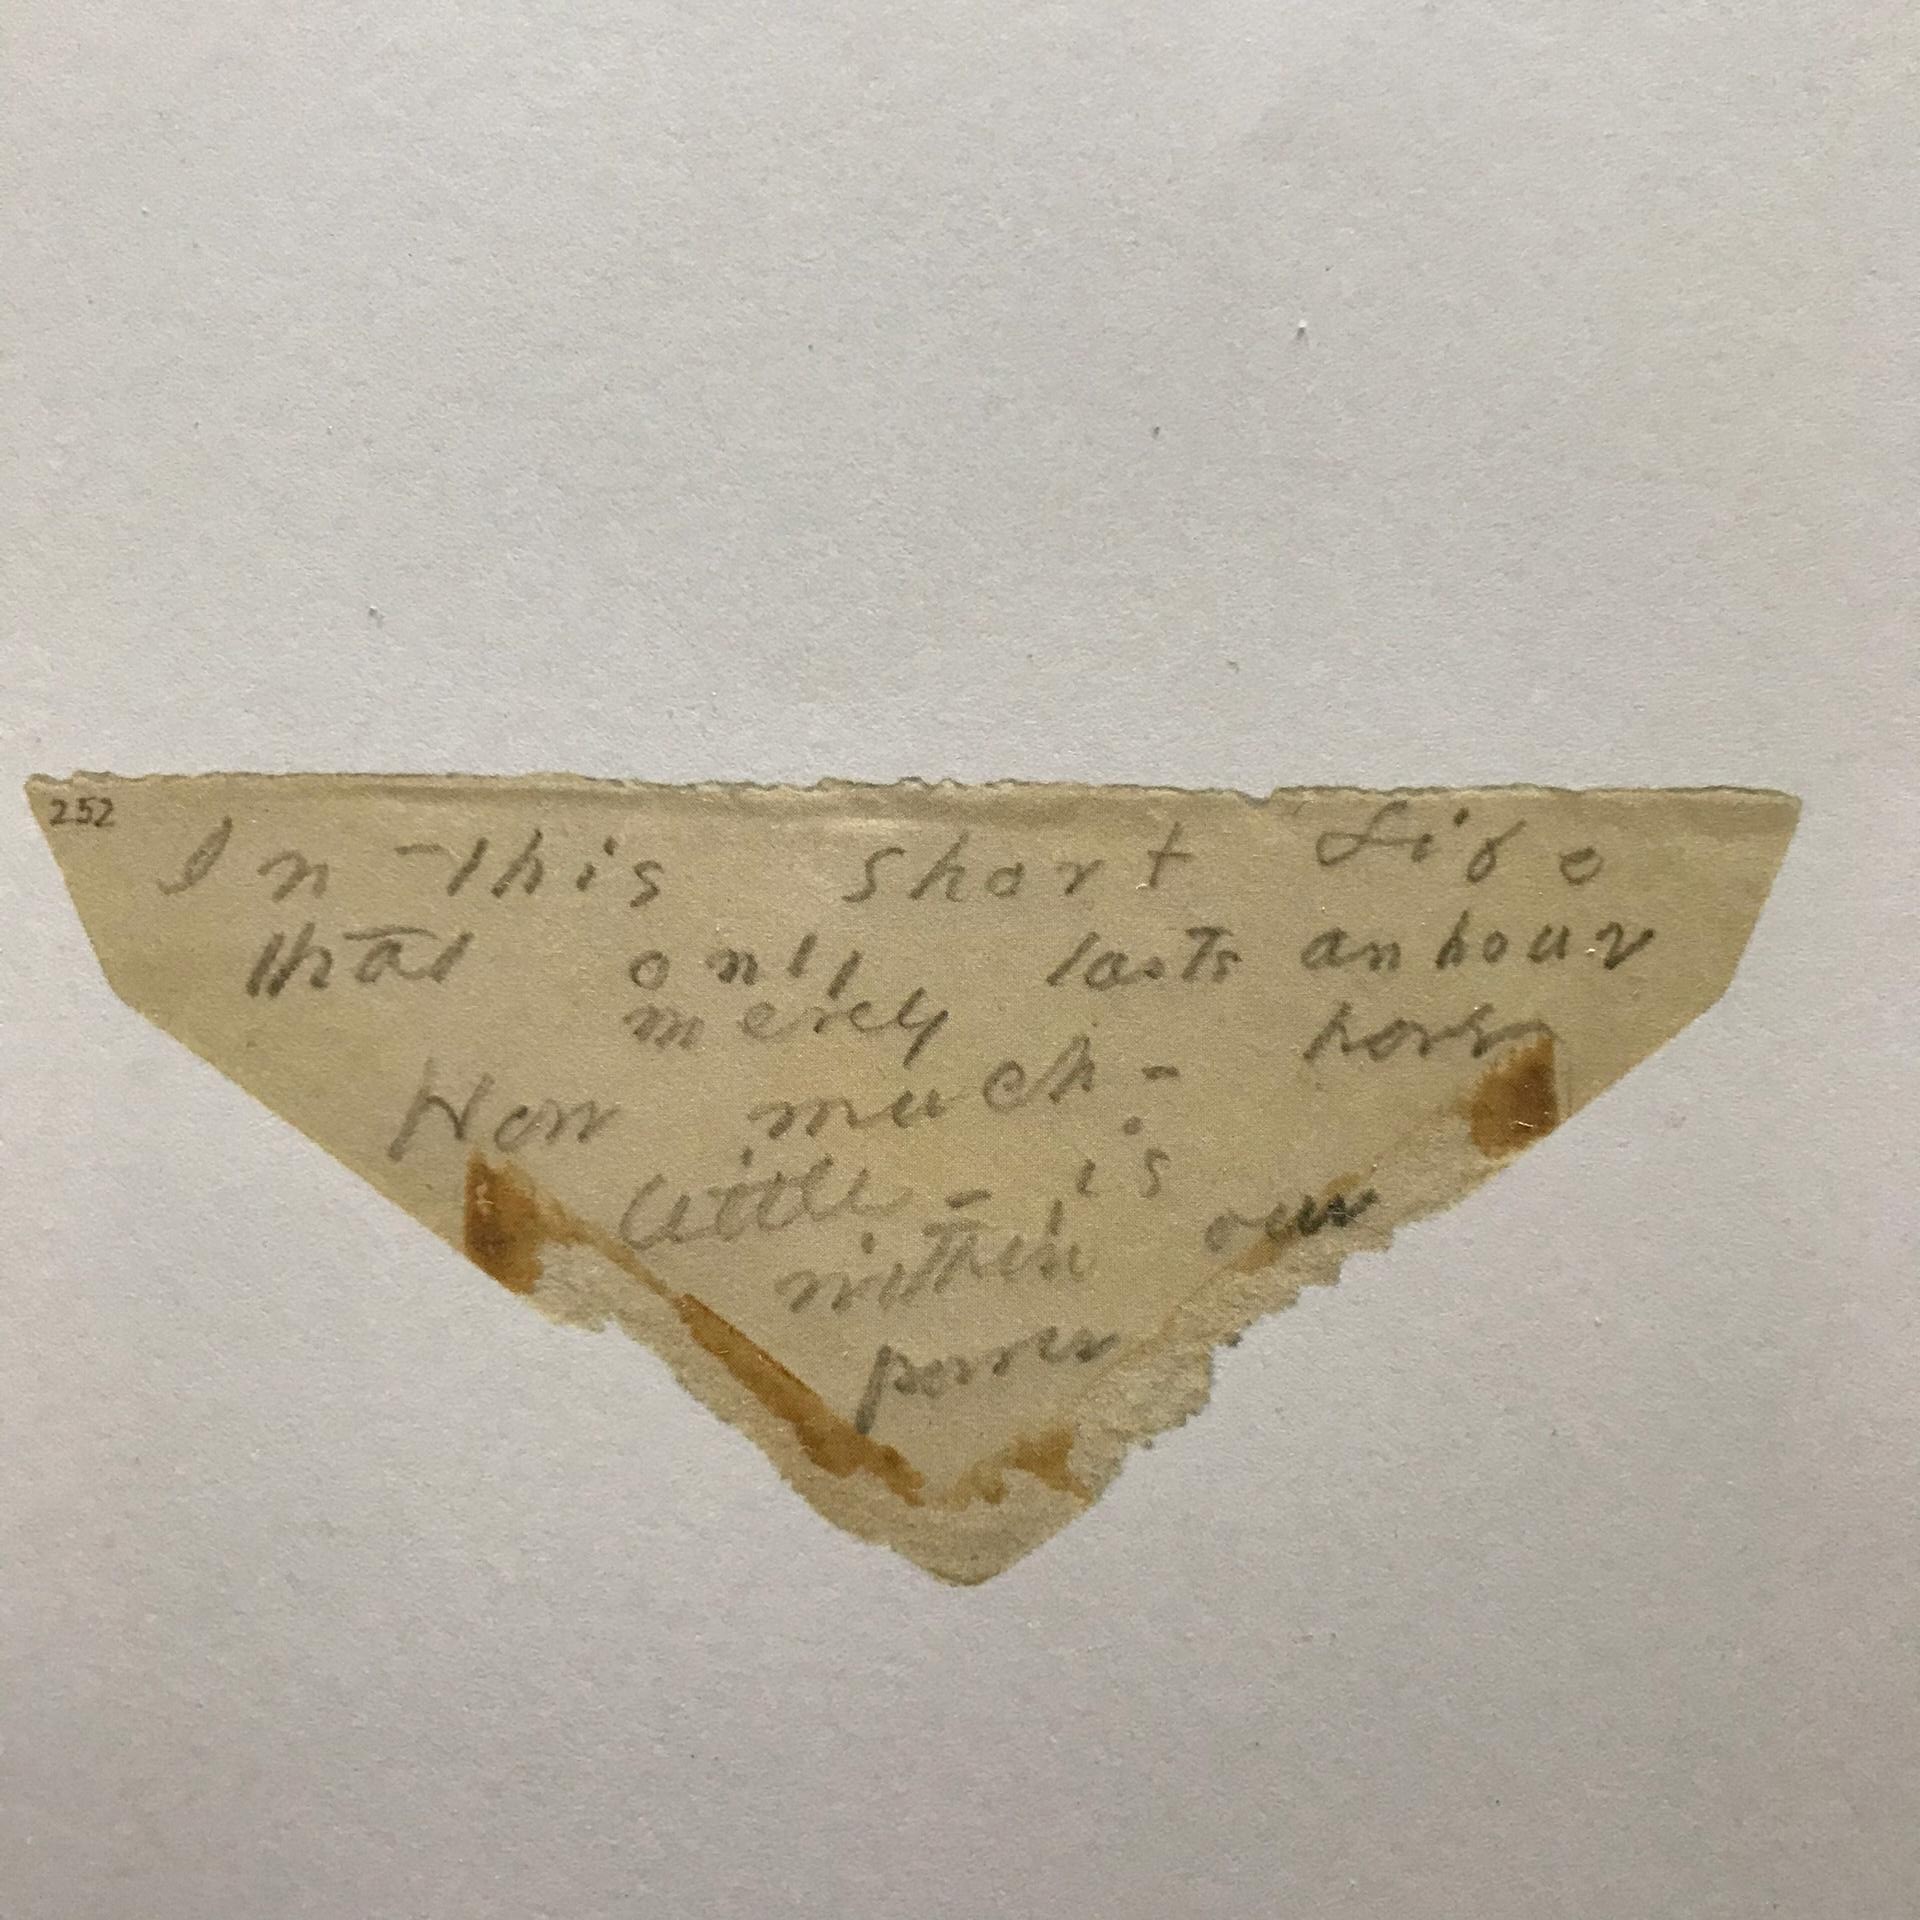 252
In this short Life
that only lasts an hour
merely
How much - how
little - is
within our
power